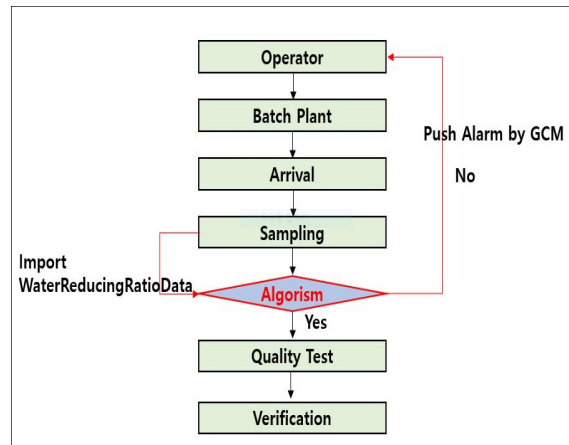 Operator
Batch Plant
Push Alarm by GCM
Arrival
No
Sampling
Import
WaterReducingRatioData
Algorism
Yes
Quality Test
Verification